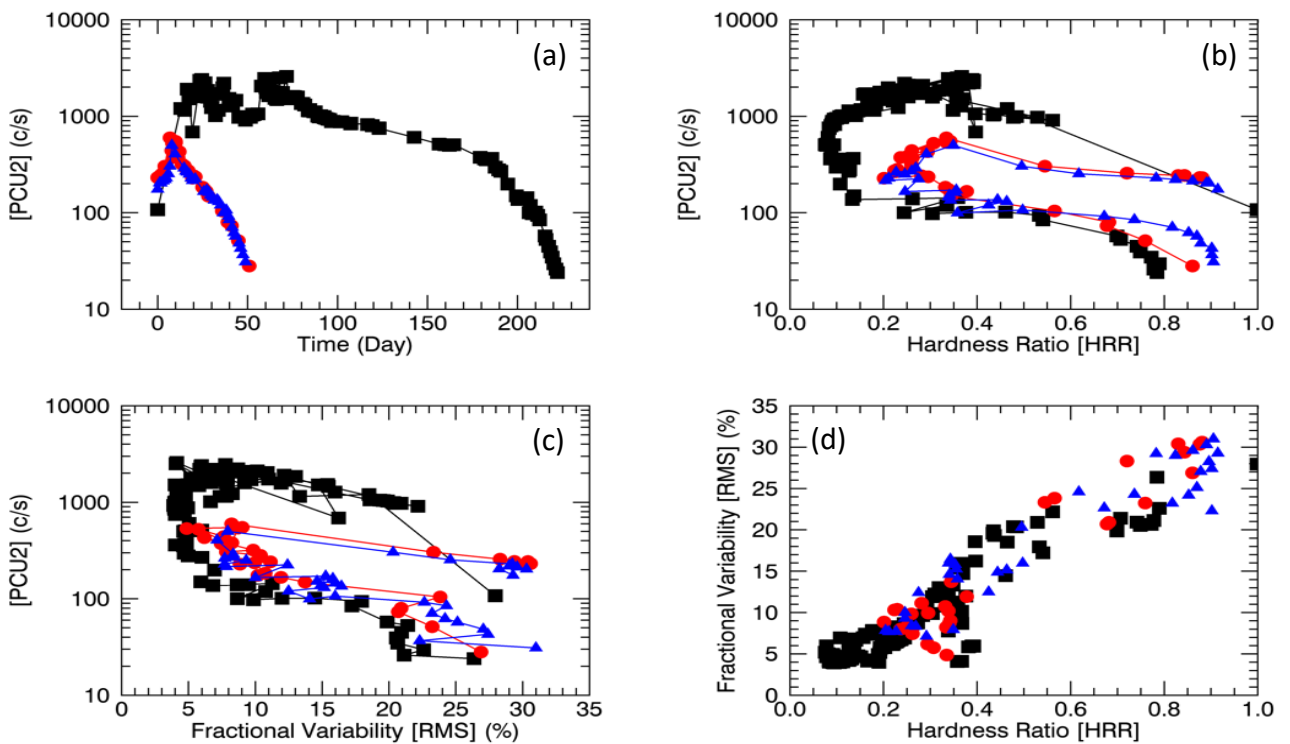 10000
1000
100
10
[PCU2] (c/s)
0 50 100 150 200
Time (Day)
(a)
10000
1000
100
10
[PCU2] (c/s)
0.0 0.2 0.4 0.6 0.8 1.0
Hardness Ratio [HRR]
(b)
10000
1000
100
10
[PCU2] (c/s)
0 5 10 15 20 25 30 35
Fractional Variability [RMS] (%)
(c)
35
30
25
20
15
10
5
0
Fractional Variability [RMS] (%)
0.0 0.2 0.4 0.6 0.8 1.0
Hardness Ratio [HRR]
(d)